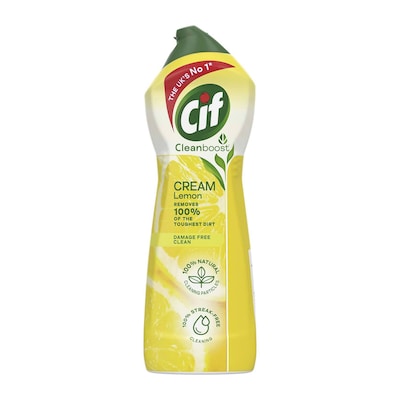 THE UK'S No 1*
Cif
Cleanboost
CREAM
Lemon
REMOVES
100%
OF THE
TOUGHEST DIRT
DAMAGE FREE
CLEAN
100% NATURAL
CLEANING PARTICLES
100% STREAK-FREE
CLEANING